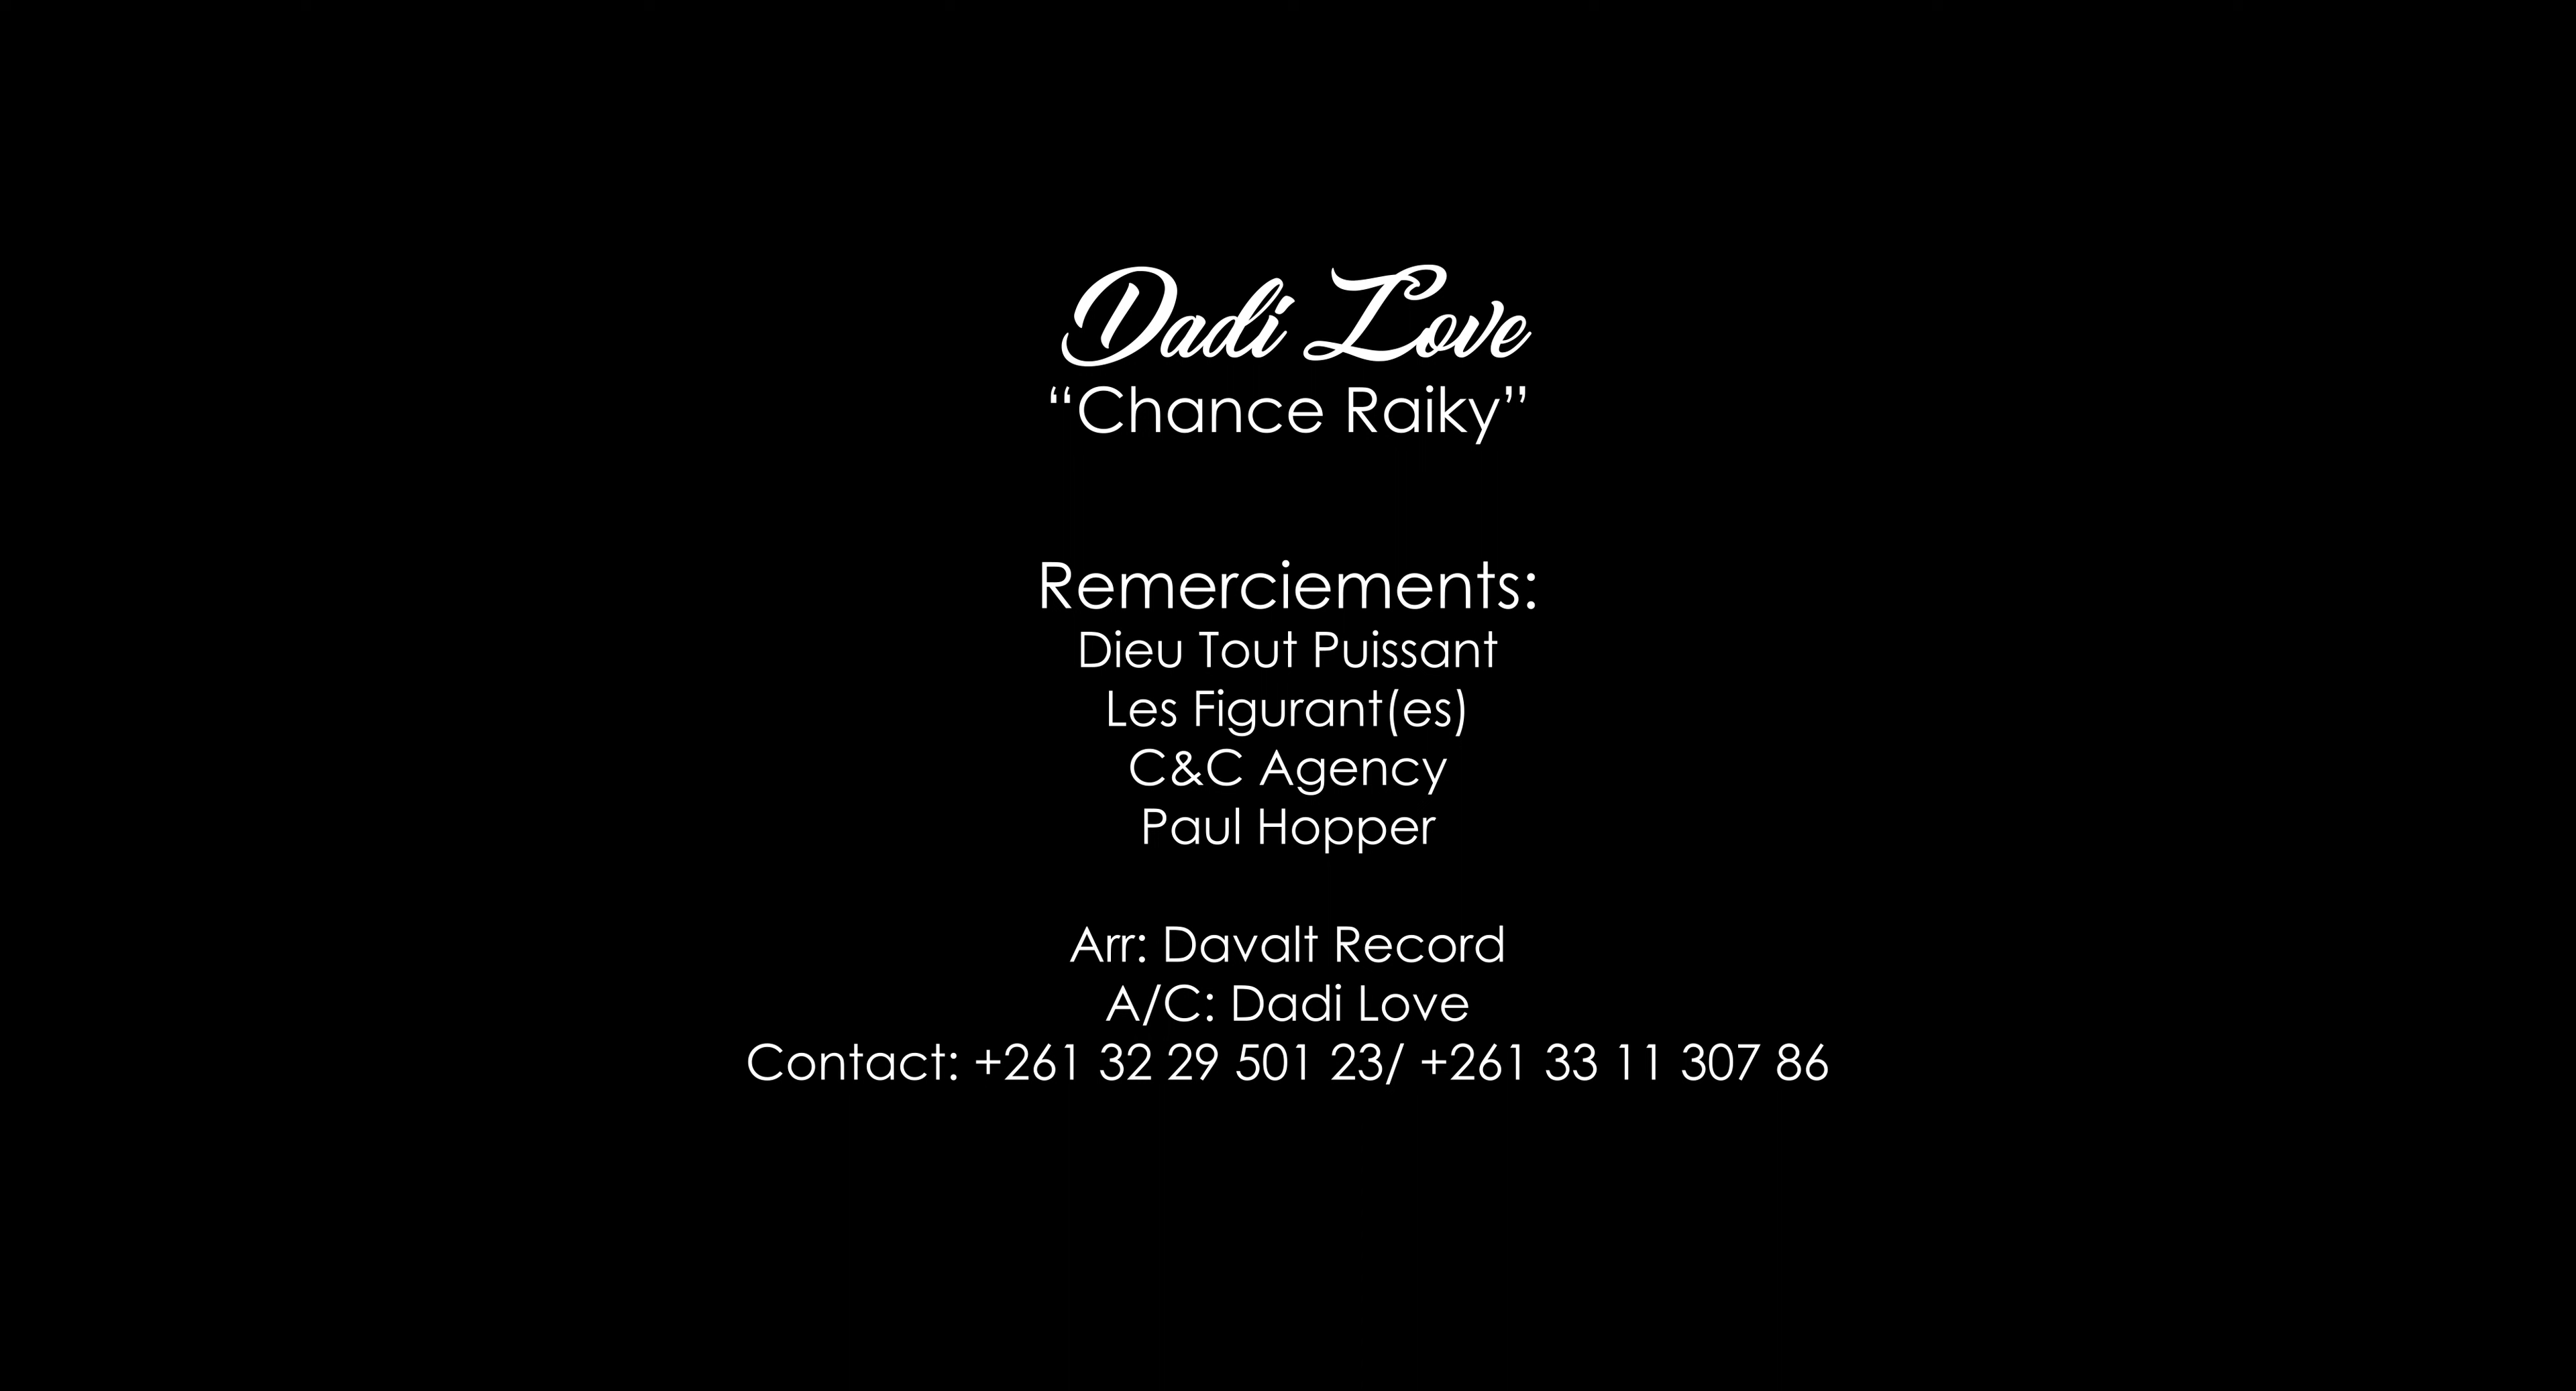 Dadi Love
“Chance Raiky”
Remerciements:
Dieu Tout Puissant
Les Figurant(es)
C&C Agency
Paul Hopper
Arr: Davalt Record
A/C: Dadi Love
Contact: +261 32 29 501 23/ +261 33 11 307 86